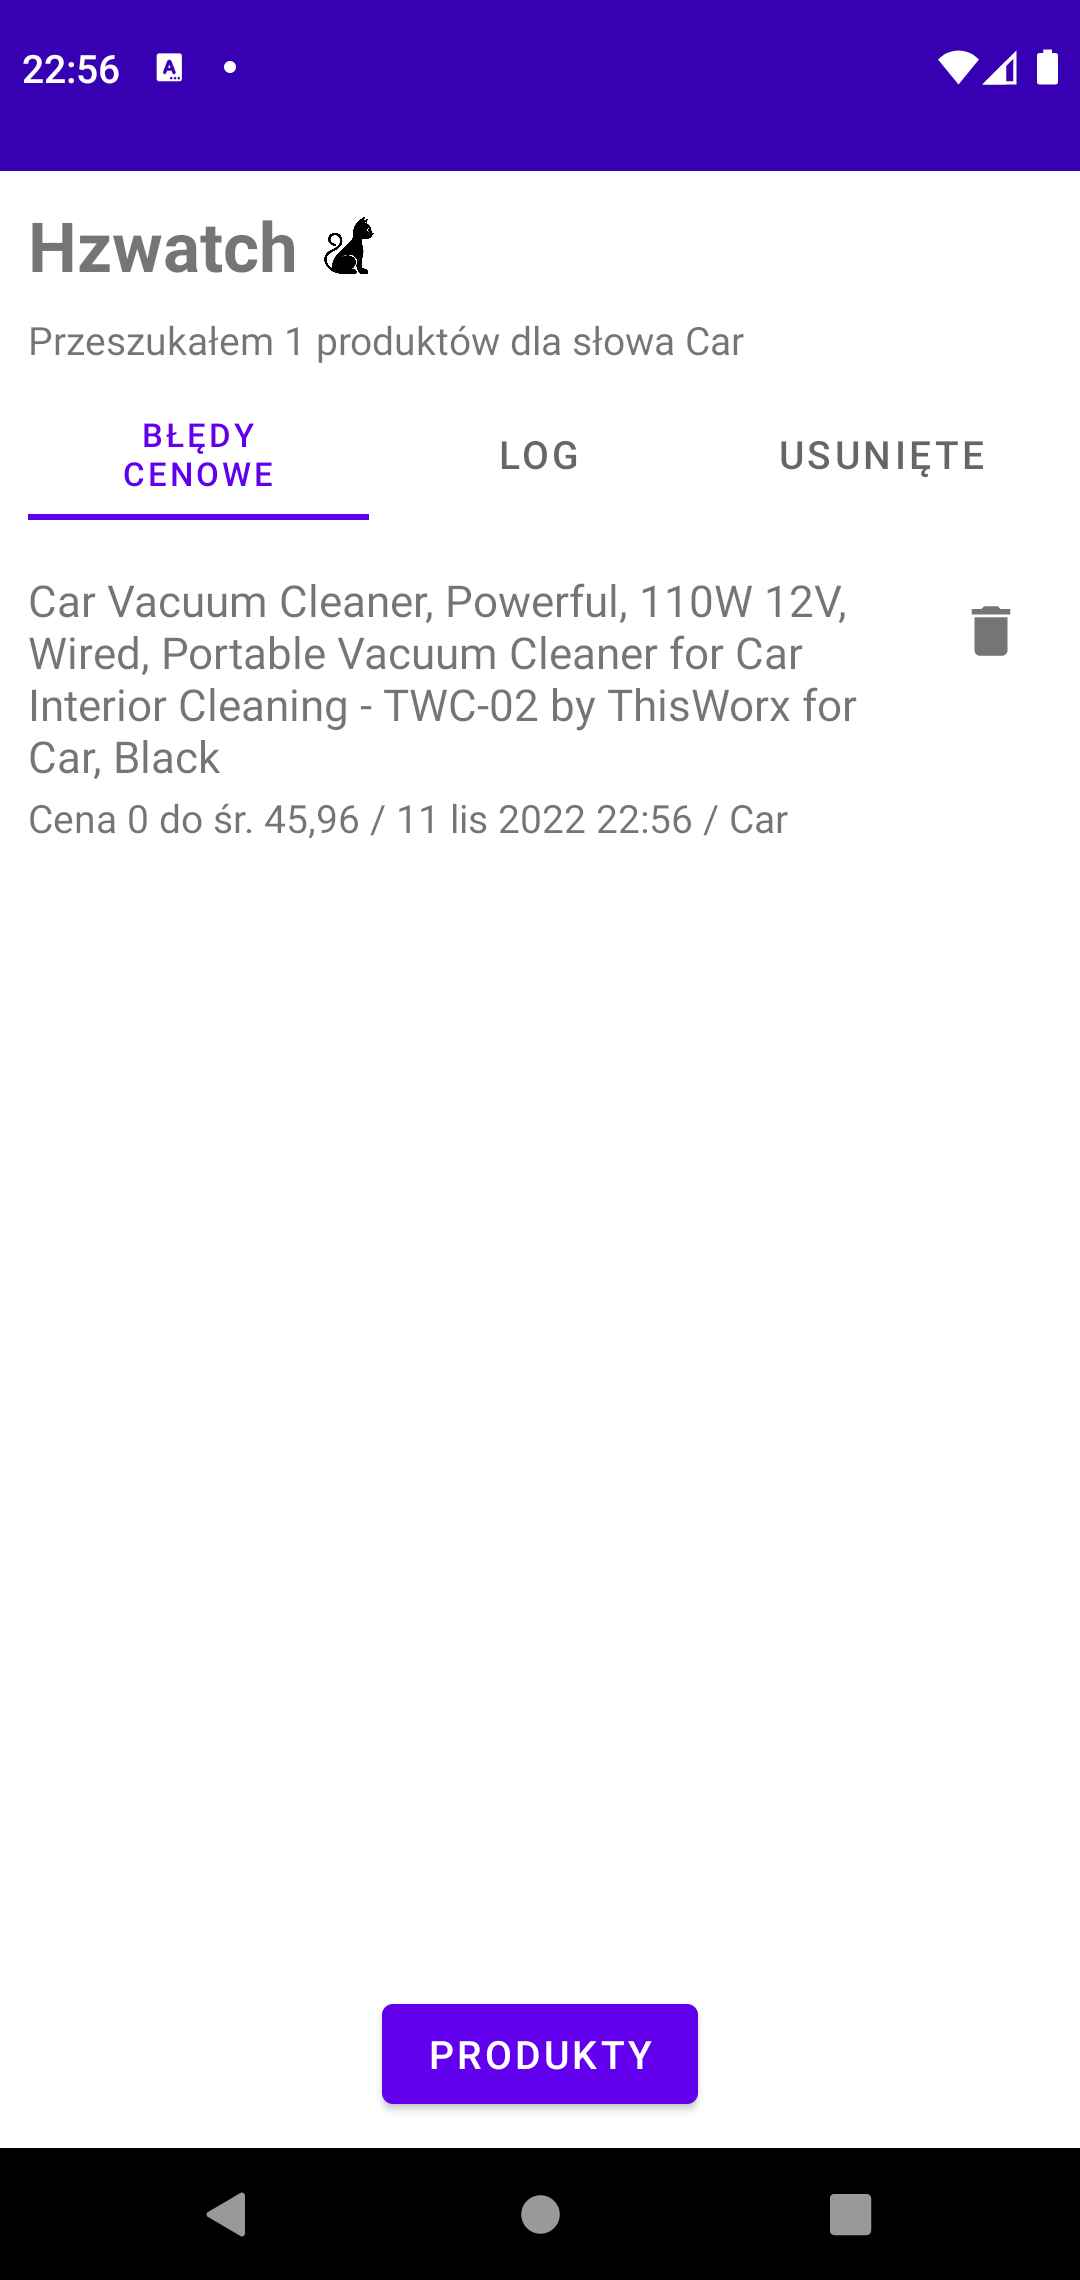 22:56
Hzwatch
Przeszukałem 1 produktów dla słowa Car
BŁĘDY
CENOWE
LOG
USUNIĘTE
Car Vacuum Cleaner, Powerful, 110W 12V,
Wired, Portable Vacuum Cleaner for Car
Interior Cleaning - TWC-02 by ThisWorx for
Car, Black
Cena 0 do śr. 45,96 / 11 lis 2022 22:56 / Car
PRODUKTY